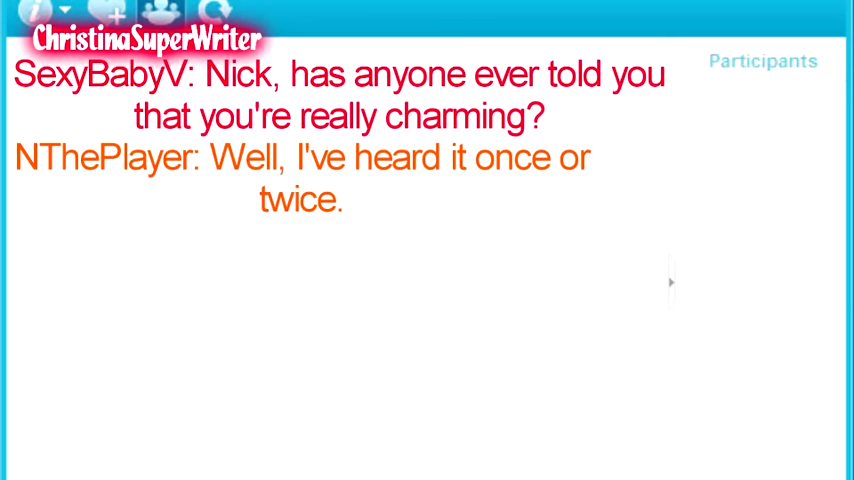 ChristinaSuperWriter
SexyBabyV: Nick, has anyone ever told you
that you're really charming?
NThePlayer: Well, I've heard it once or
twice.
Participants